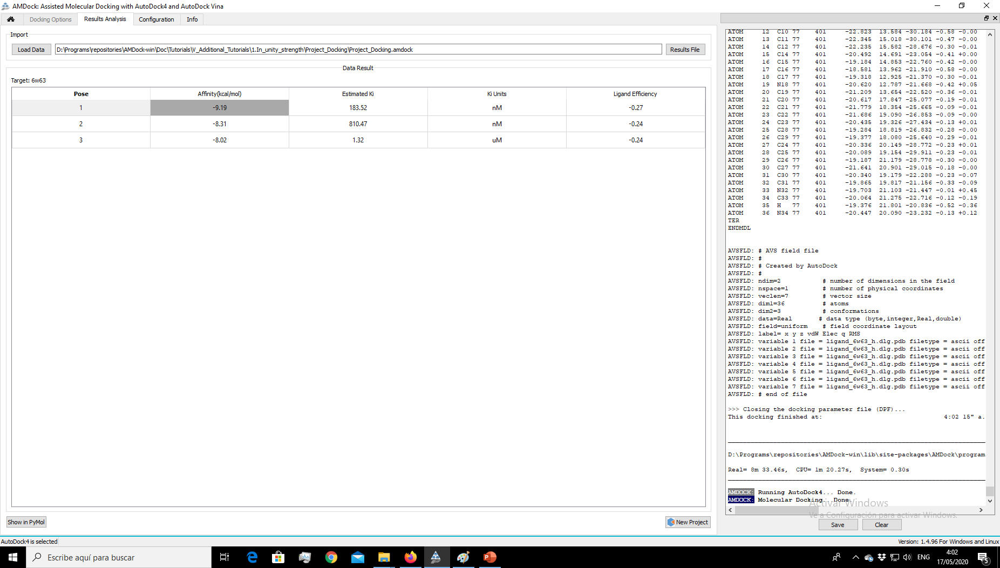 AMDock: Assisted Molecular Docking with AutoDock4 and AutoDock Vina
Docking Options
Results Analysis
Configuration
Info
Import
Load Data
D:\Programs\repositories\AMDock-win\Doc\Tutorials\V_Additional_Tutorials\1.In_unity_strength\Project_Docking\Project_Docking.amdock
Results File
Data Result
Target: 6w63
Pose Affinity(kcal/mol) Estimated Ki Ki Units Ligand Efficiency
1 -9.19 183.52 nM -0.27
2 -8.31 810.47 nM -0.24
3 -8.02 1.32 uM -0.24
Show in PyMol
New Project
ATOM 12 C10 77 401 -22.823 13.584 -30.184 -0.58 -0.00
ATOM 13 C11 77 401 -22.345 15.018 -30.101 -0.47 -0.00
ATOM 14 C12 77 401 -22.235 15.582 -28.676 -0.30 -0.01
ATOM 15 C14 77 401 -20.492 14.691 -23.054 -0.41 +0.00
ATOM 16 C15 77 401 -19.184 14.853 -22.760 -0.42 -0.00
ATOM 17 C16 77 401 -18.581 13.962 -21.910 -0.58 -0.00
ATOM 18 C17 77 401 -19.318 12.925 -21.370 -0.30 -0.01
ATOM 19 N18 77 401 -20.620 12.787 -21.668 -0.42 +0.05
ATOM 20 C19 77 401 -21.209 13.654 -22.520 -0.36 -0.01
ATOM 21 C20 77 401 -20.617 17.847 -25.077 -0.19 -0.01
ATOM 22 C21 77 401 -21.779 18.354 -25.665 -0.09 -0.01
ATOM 23 C22 77 401 -21.686 19.090 -26.853 -0.09 -0.00
ATOM 24 C23 77 401 -20.435 19.326 -27.434 -0.13 +0.01
ATOM 25 C28 77 401 -19.284 18.819 -26.832 -0.28 -0.00
ATOM 26 C29 77 401 -19.377 18.080 -25.640 -0.29 -0.01
ATOM 27 C24 77 401 -20.336 20.149 -28.772 -0.23 +0.01
ATOM 28 C25 77 401 -20.089 19.154 -29.911 -0.23 -0.01
ATOM 29 C26 77 401 -19.187 21.179 -28.778 -0.30 -0.00
ATOM 30 C27 77 401 -21.641 20.901 -29.015 -0.18 -0.00
ATOM 31 C30 77 401 -20.340 19.179 -22.288 -0.23 -0.07
ATOM 32 C31 77 401 -19.865 19.817 -21.156 -0.33 -0.09
ATOM 33 N32 77 401 -19.703 21.103 -21.447 -0.01 +0.45
ATOM 34 C33 77 401 -20.064 21.275 -22.716 -0.12 -0.19
ATOM 35 H 77 401 -19.376 21.801 -20.836 -0.52 -0.36
ATOM 36 N34 77 401 -20.447 20.090 -23.232 -0.13 +0.12
TER
ENDMDL
AVSFLD: # AVS field file
AVSFLD: #
AVSFLD: # Created by AutoDock
AVSFLD: #
AVSFLD: ndim=2 # number of dimensions in the field
AVSFLD: nspace=1 # number of physical coordinates
AVSFLD: veclen=7 # vector size
AVSFLD: dim1=36 # atoms
AVSFLD: dim2=3 # conformations
AVSFLD: data=Real # data type (byte,integer,Real,double)
AVSFLD: field=uniform # field coordinate layout
AVSFLD: label= x y z vdW Elec q RMS
AVSFLD: variable 1 file = ligand_6w63_h.dlg.pdb filetype = ascii off
AVSFLD: variable 2 file = ligand_6w63_h.dlg.pdb filetype = ascii off
AVSFLD: variable 3 file = ligand_6w63_h.dlg.pdb filetype = ascii off
AVSFLD: variable 4 file = ligand_6w63_h.dlg.pdb filetype = ascii off
AVSFLD: variable 5 file = ligand_6w63_h.dlg.pdb filetype = ascii off
AVSFLD: variable 6 file = ligand_6w63_h.dlg.pdb filetype = ascii off
AVSFLD: variable 7 file = ligand_6w63_h.dlg.pdb filetype = ascii off
AVSFLD: # end of file
>>> Closing the docking parameter file (DPF)...
This docking finished at: 4:02 15" a.
D:\Programs\repositories\AMDock-win\lib\site-packages\AMDock\program
Real= 8m 33.46s, CPU= 1m 20.27s, System= 0.30s
AMDOCK: Running AutoDock4... Done.
AMDOCK: Molecular Docking...Done.
Activar Windows
Ve a Configuración para activar Windows.
Save
Clear
AutoDock4 is selected
Version: 1.4.96 For Windows and Linux
Escribe aquí para buscar
ENG
4:02
17/05/2020
5